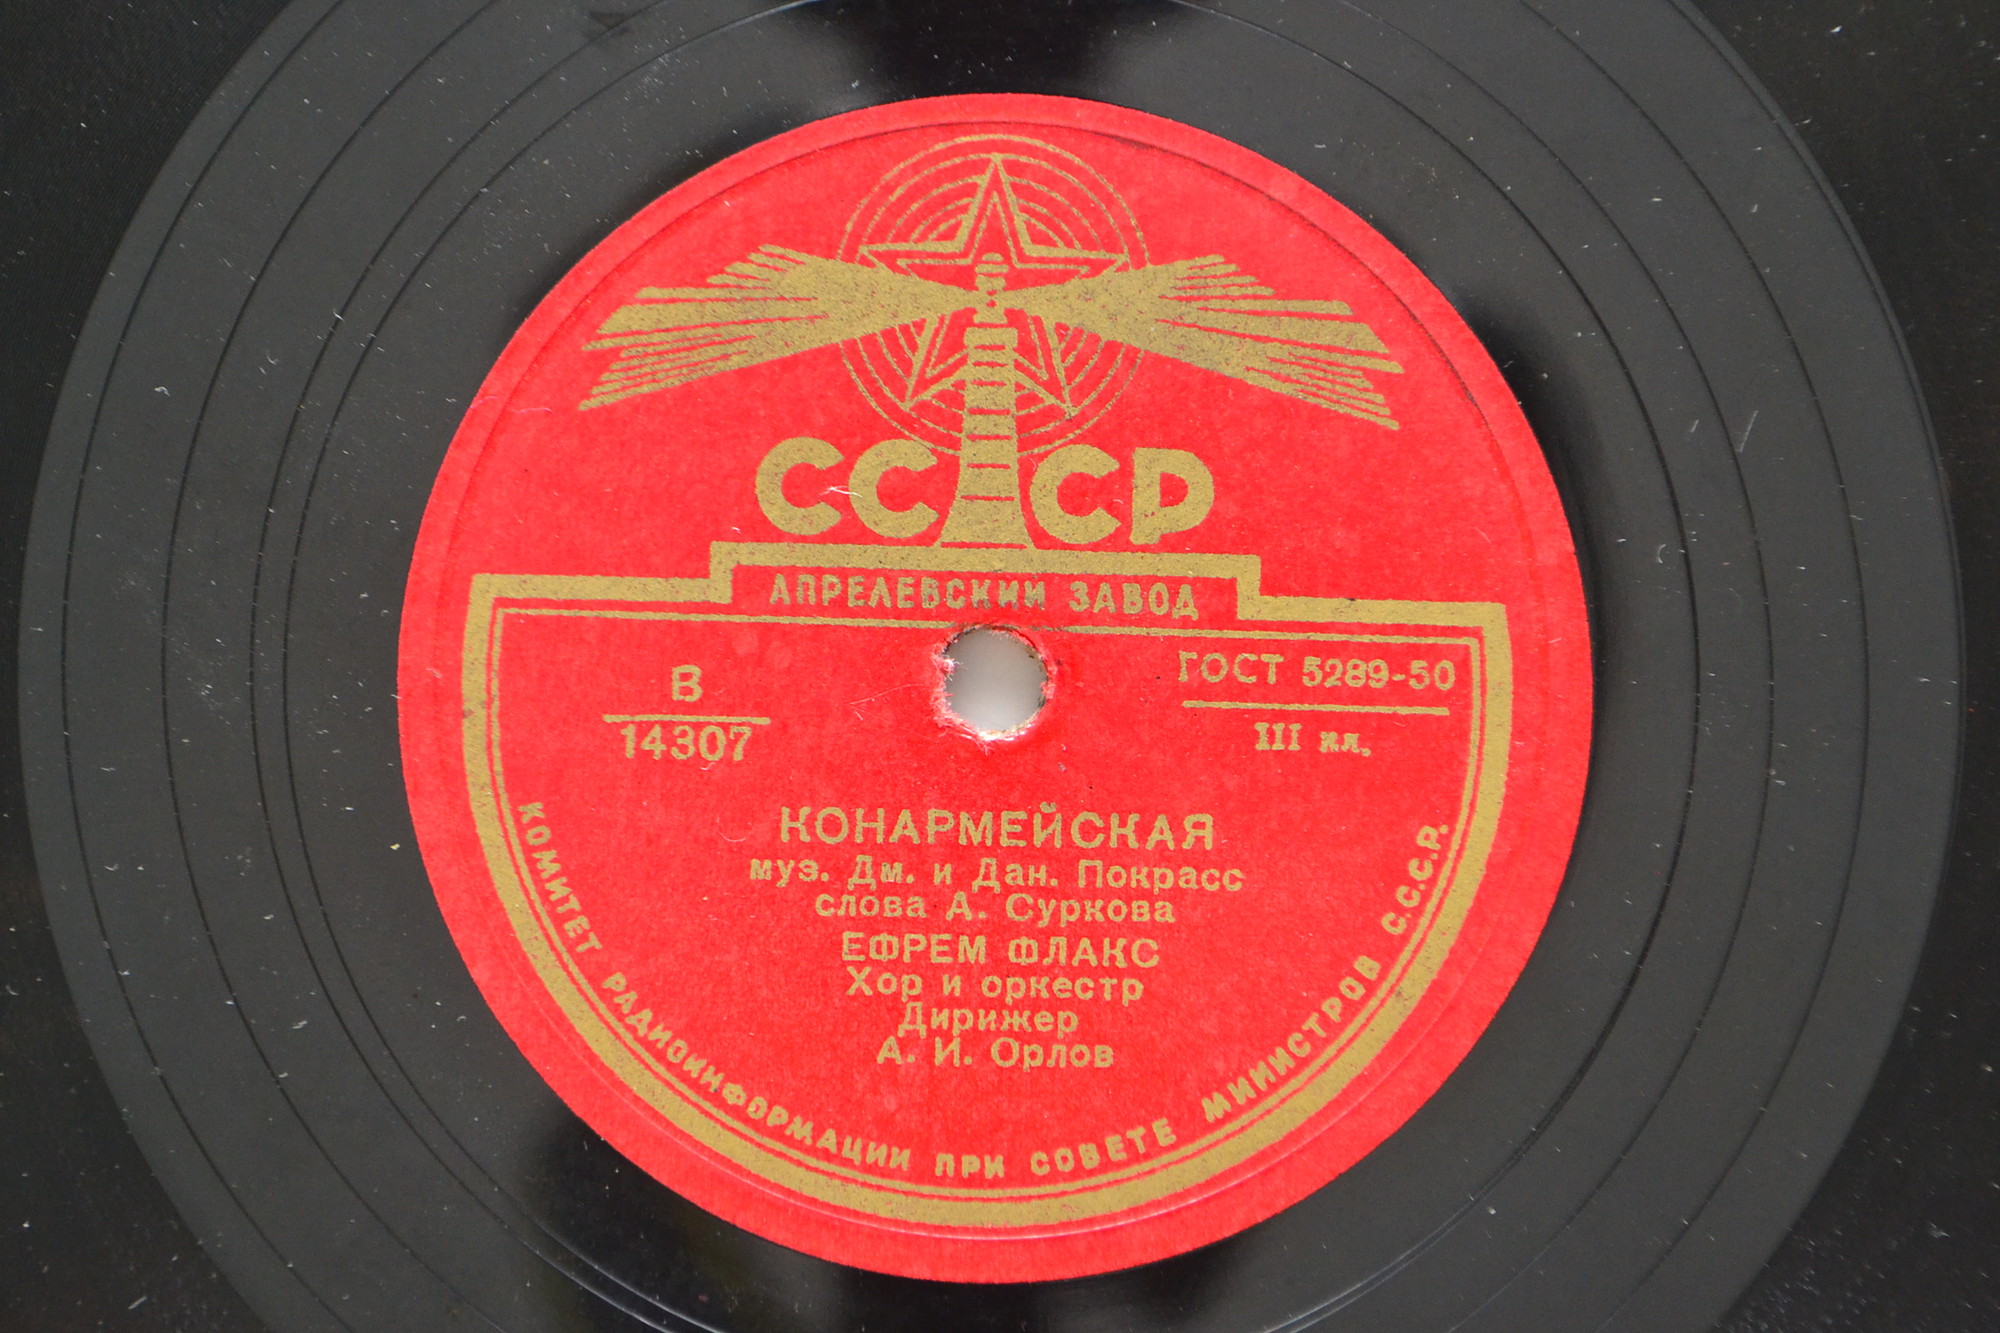 СССР
АПРЕЛЕВСКИЙ ЗАВОД
В
14307
ГОСТ 5289-50
III кл.
КОНАРМЕЙСКАЯ
муз. Дм. и Дан. Покрасс
слова А. Суркова
ЕФРЕМ ФЛАКС
Хор и оркестр
Дирижер
А. И. Орлов
КОМИТЕТ РАДИОИНФОРМАЦИИ ПРИ СОВЕТЕ МИНИСТРОВ С.С.С.Р.